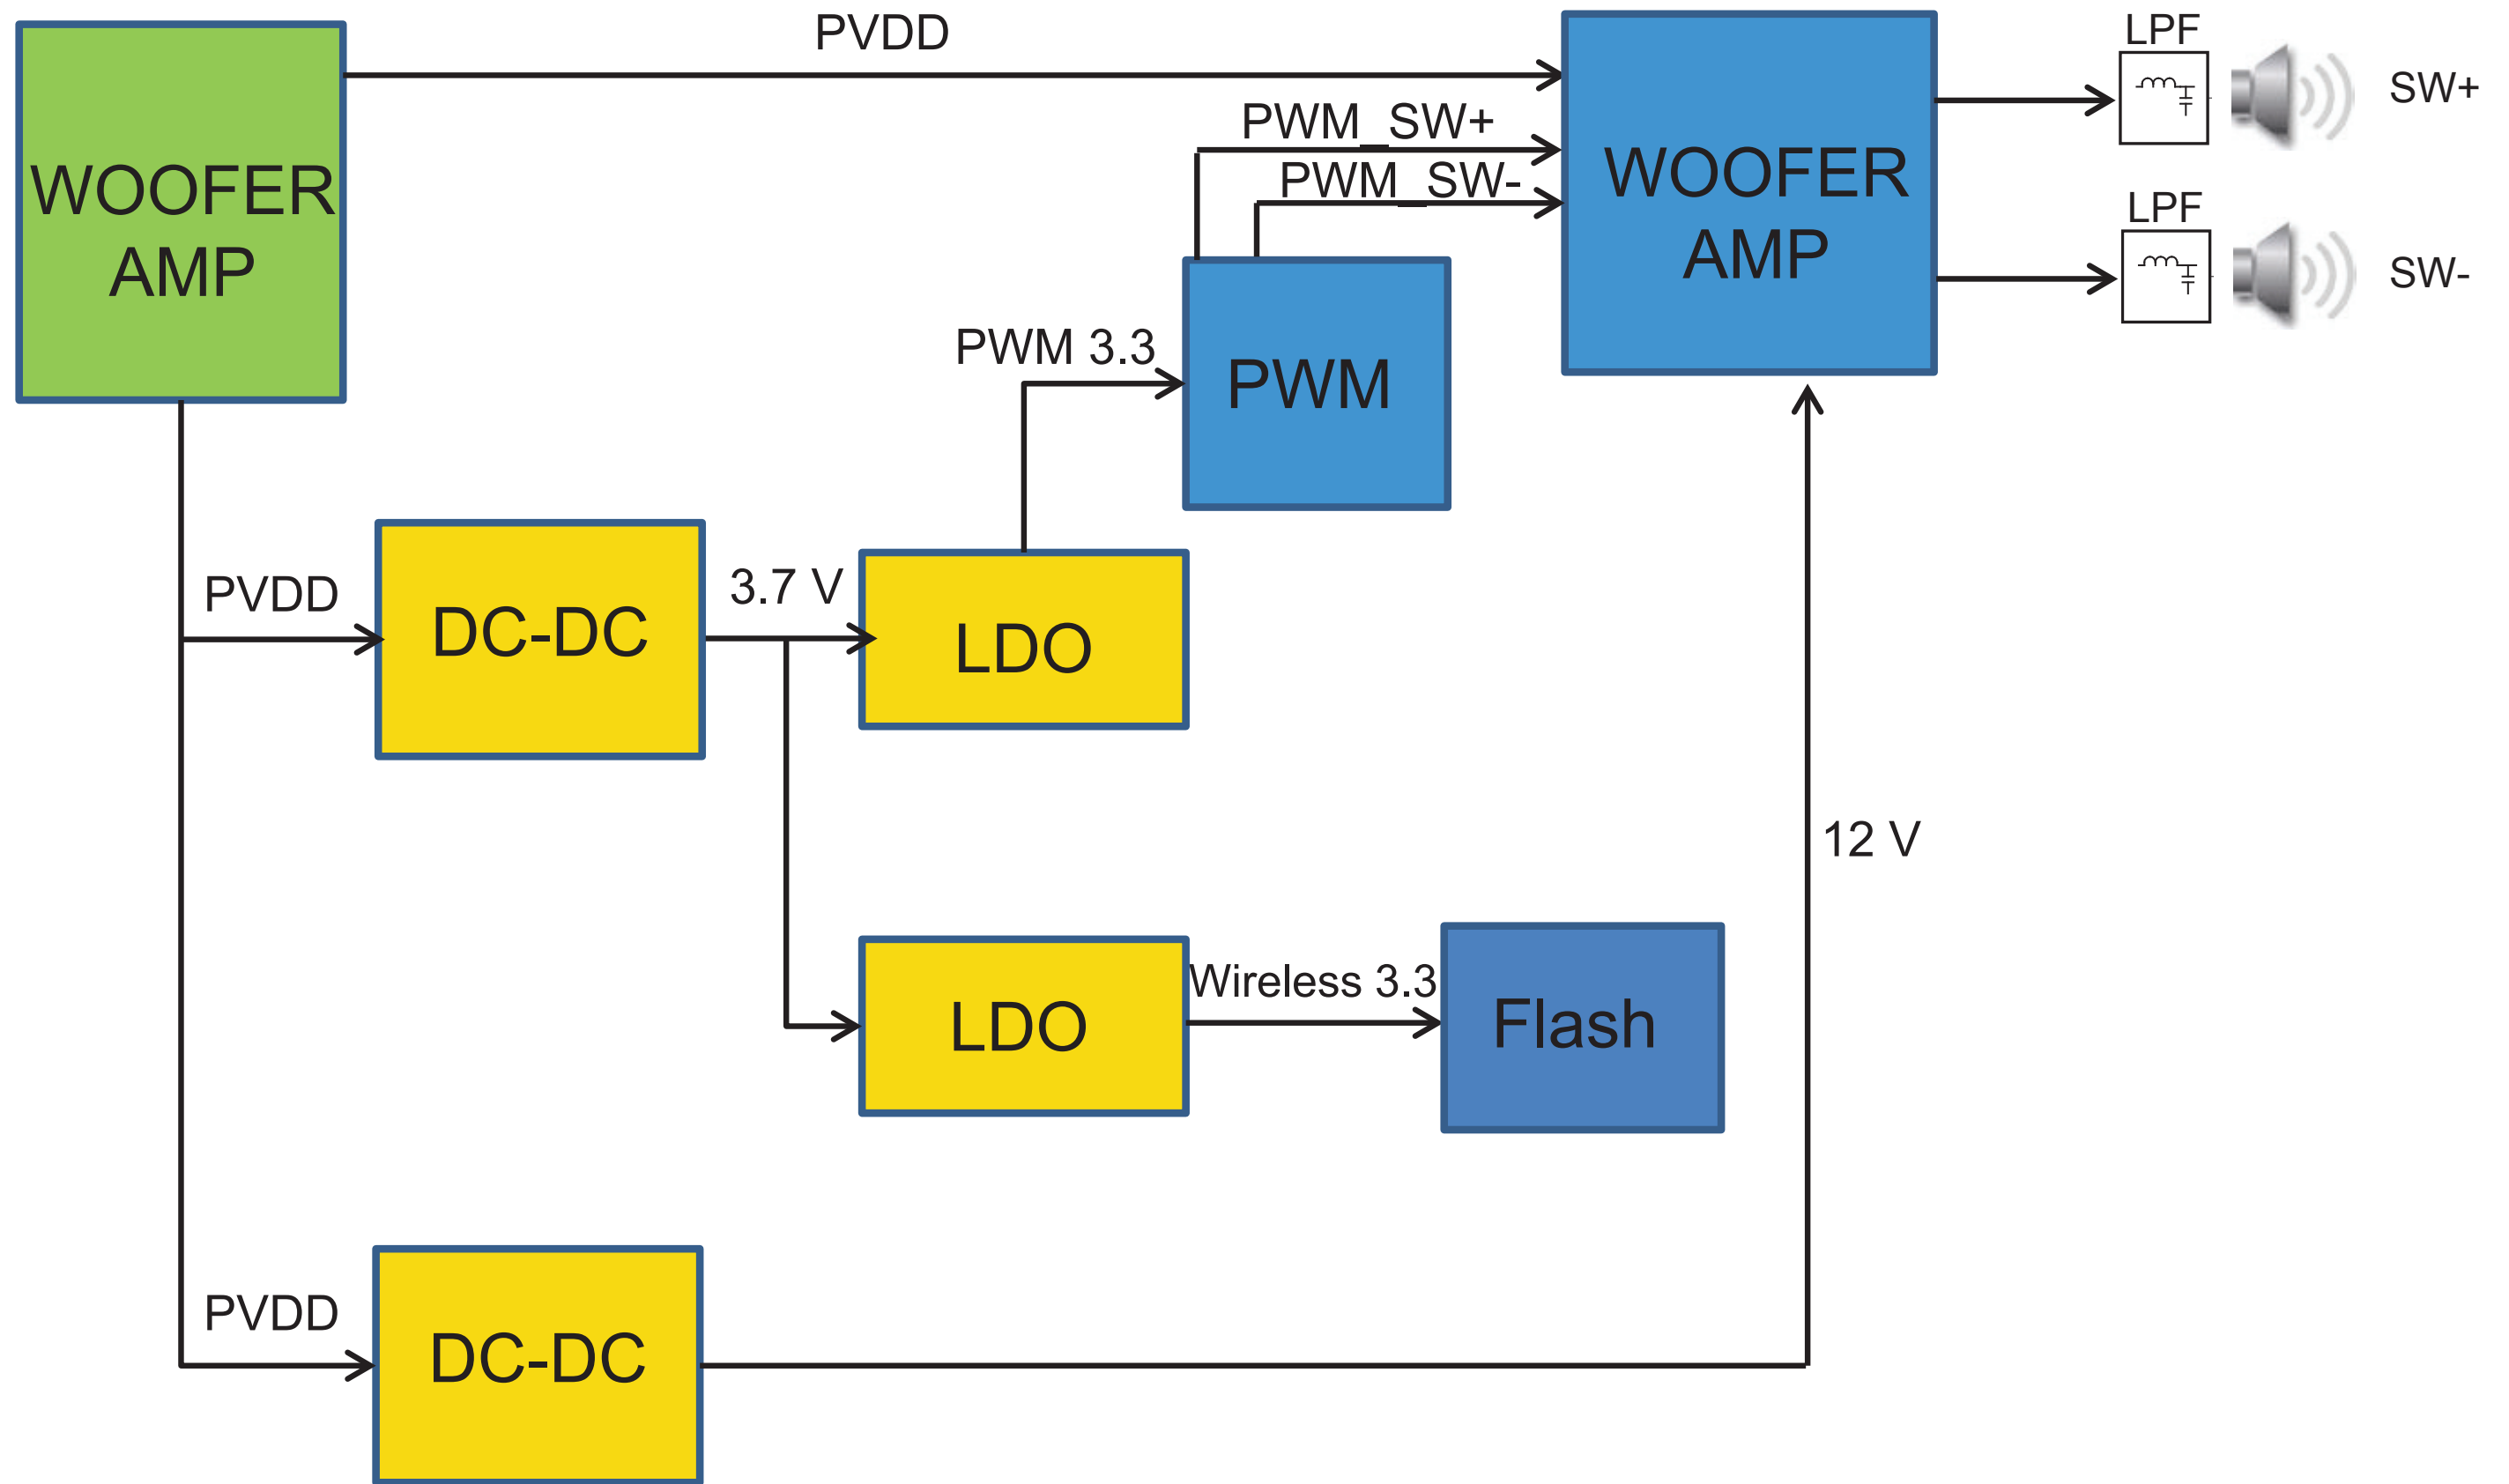 PVDD
LPF
SW+
PWM_SW+
PWM_SW-
WOOFER
AMP
WOOFER
AMP
LPF
SW-
PWM 3.3
PWM
PVDD
DC-DC
3.7 V
LDO
12 V
LDO
Wireless 3.3
Flash
PVDD
DC-DC